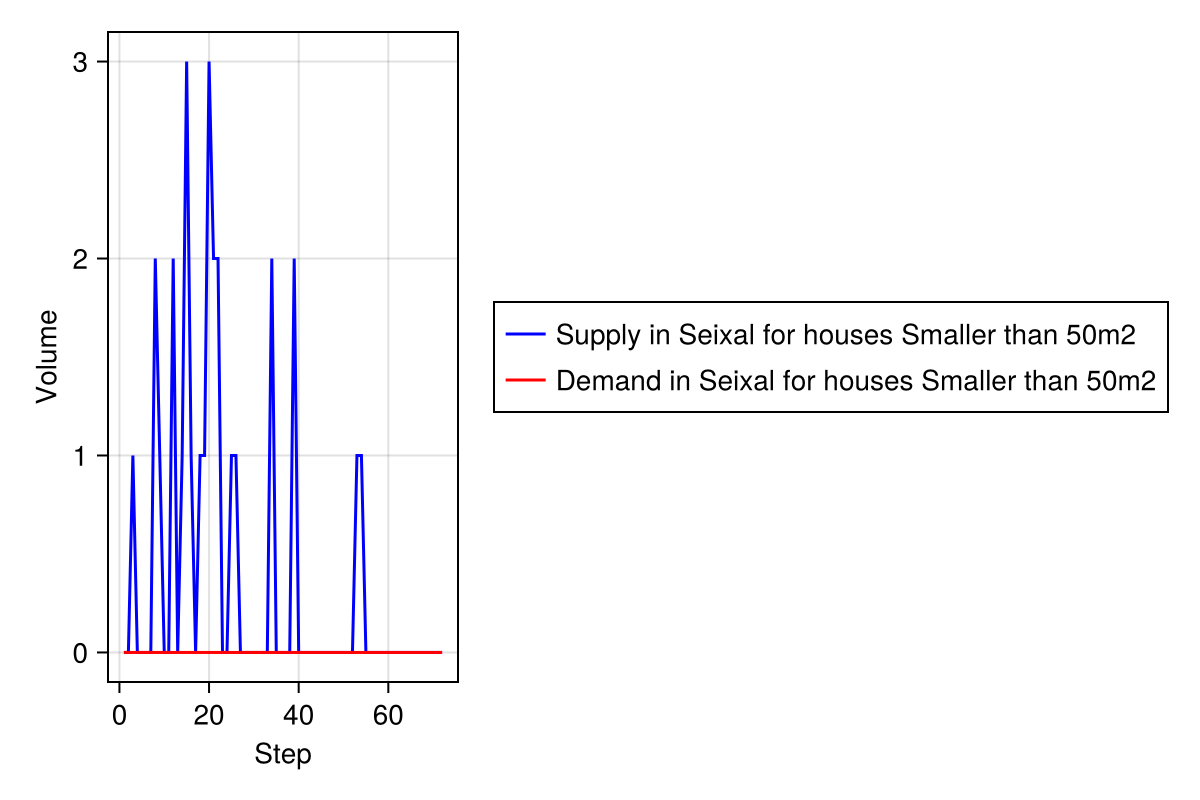 3
2
1
0
Volume
0 20 40 60
Step
Supply in Seixal for houses Smaller than 50m2
Demand in Seixal for houses Smaller than 50m2